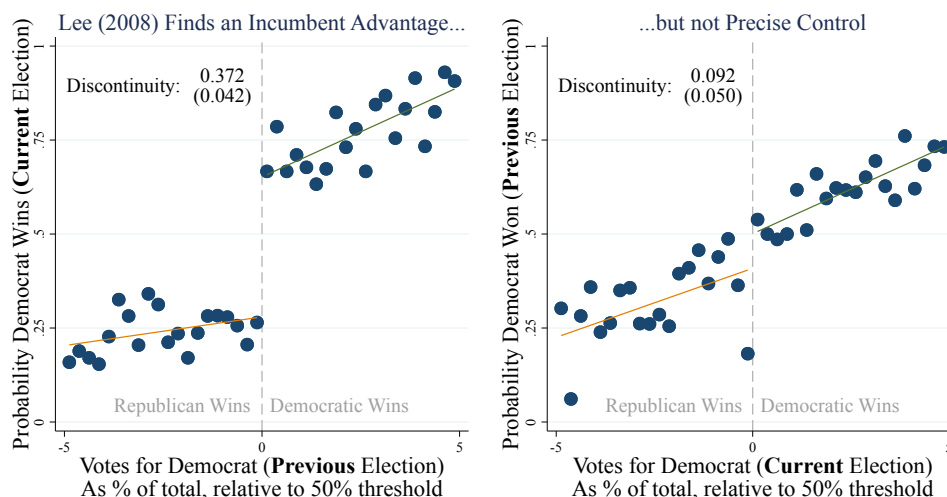 Lee (2008) Finds an Incumbent Advantage...
Probability Democrat Wins (Current Election)
1
.75
.5
.25
0
Discontinuity: 0.372
(0.042)
Republican Wins
Democratic Wins
-5
0
5
Votes for Democrat (Previous Election)
As % of total, relative to 50% threshold
...but not Precise Control
Probability Democrat Won (Previous Election)
1
.75
.5
.25
0
Discontinuity: 0.092
(0.050)
Republican Wins
Democratic Wins
-5
0
5
Votes for Democrat (Current Election)
As % of total, relative to 50% threshold